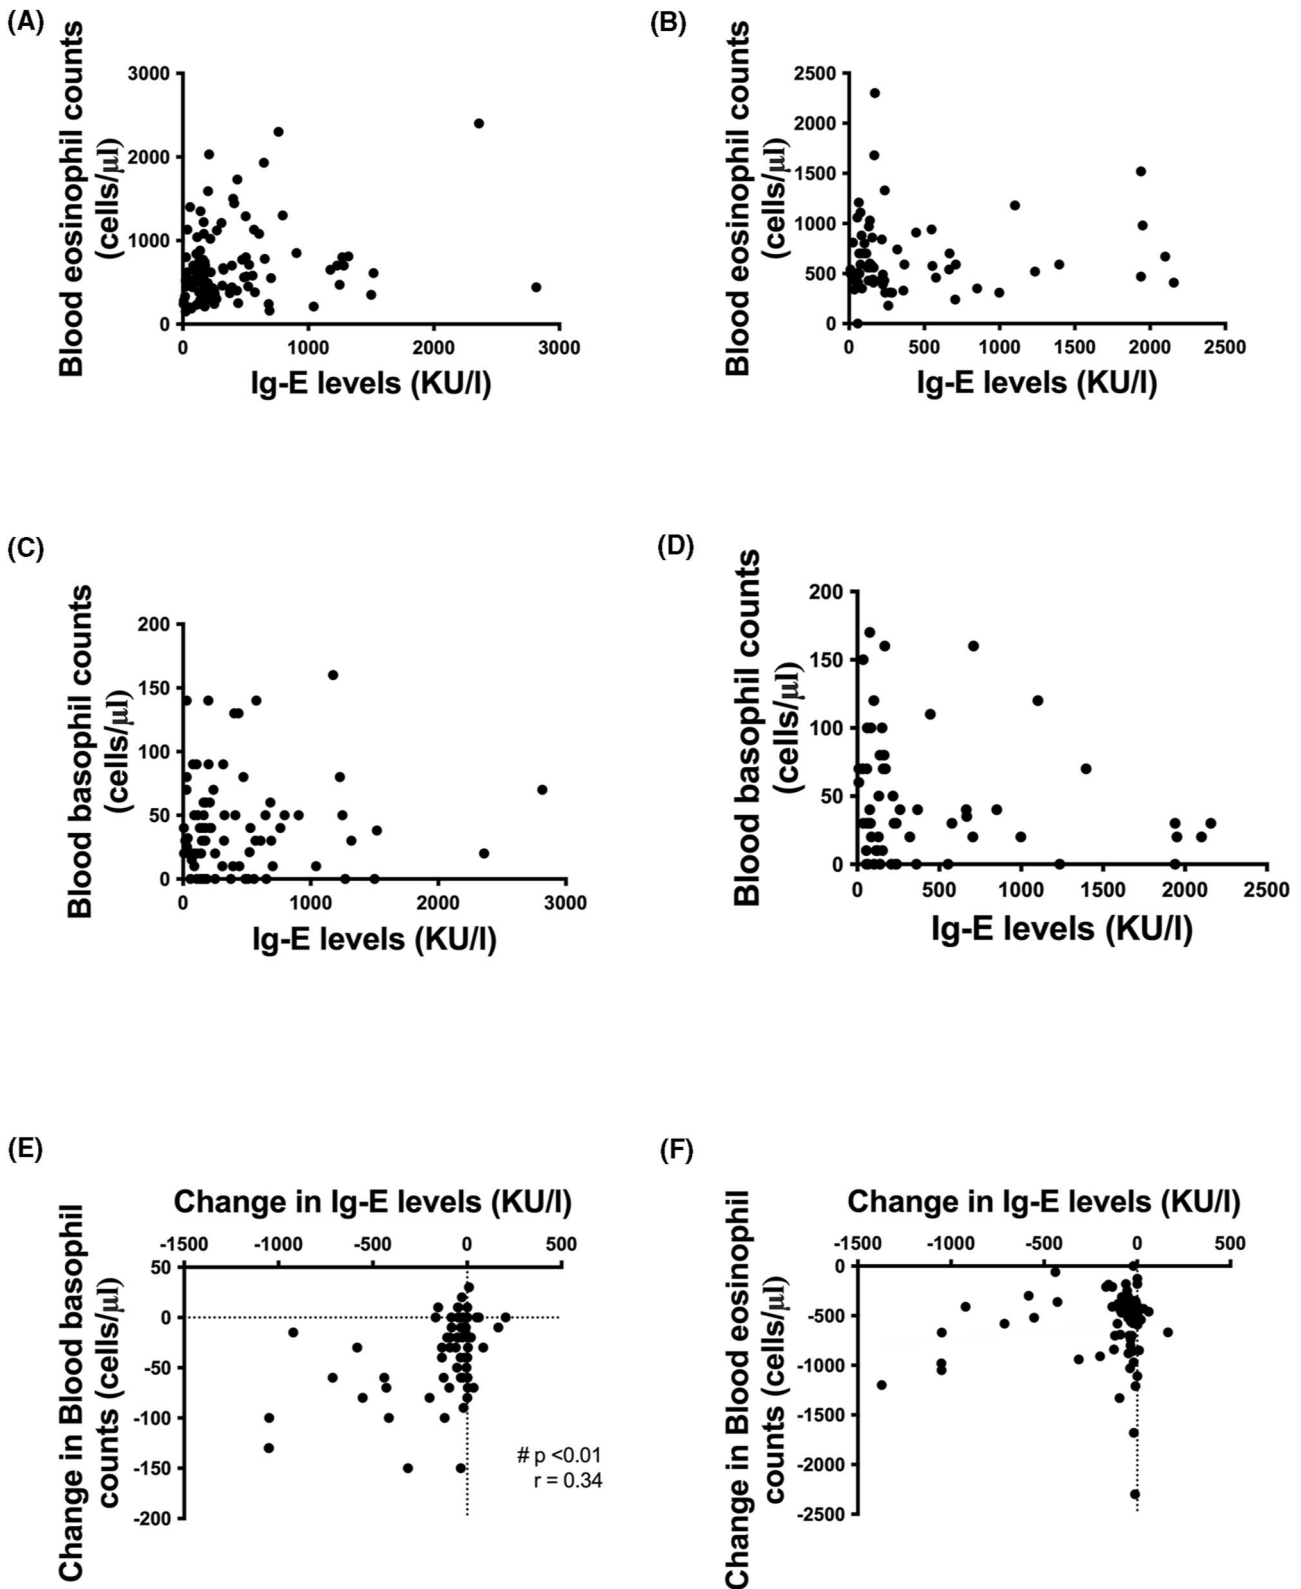 (A)
Blood eosinophil counts
(cells/µl)
3000
2000
1000
0
0 1000 2000 3000
Ig-E levels (KU/l)
(B)
Blood eosinophil counts
(cells/µl)
2500
2000
1500
1000
500
0
0 500 1000 1500 2000 2500
Ig-E levels (KU/l)
(C)
Blood basophil counts
(cells/µl)
200
150
100
50
0
0 1000 2000 3000
Ig-E levels (KU/l)
(D)
Blood basophil counts
(cells/µl)
200
150
100
50
0
0 500 1000 1500 2000 2500
Ig-E levels (KU/l)
(E)
Change in Ig-E levels (KU/l)
-1500 -1000 -500 0 500
Change in Blood basophil
counts (cells/µl)
50
0
-50
-100
-150
-200
# p <0.01
r = 0.34
(F)
Change in Ig-E levels (KU/l)
-1500 -1000 -500 0 500
Change in Blood eosinophil
counts (cells/µl)
0
-500
-1000
-1500
-2000
-2500